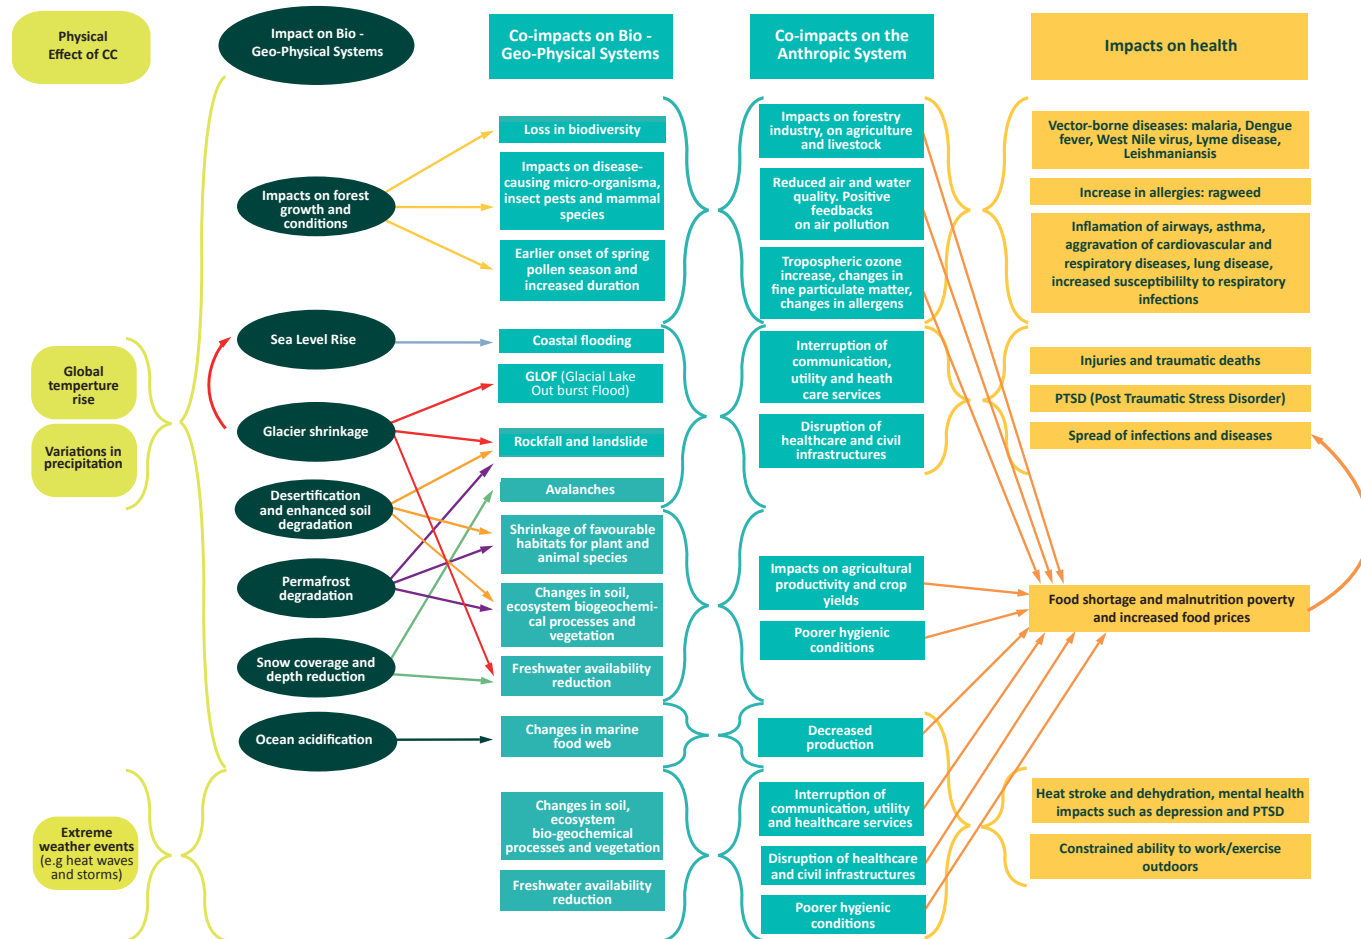 Physical
Effect of CC
Impact on Bio -
Geo-Physical Systems
Co-impacts on Bio -
Geo-Physical Systems
Co-impacts on the
Anthropic System
Impacts on health
Global
temperture
rise
Variations in
precipitation
Extreme
weather events
(e.g heat waves
and storms)
Impacts on forest
growth and
conditions
Sea Level Rise
Glacier shrinkage
Desertification
and enhanced soil
degradation
Permafrost
degradation
Snow coverage and
depth reduction
Ocean acidification
Loss in biodiversity
Impacts on disease-
causing micro-organisma,
insect pests and mammal
species
Earlier onset of spring
pollen season and
increased duration
Coastal flooding
GLOF (Glacial Lake
Out burst Flood)
Rockfall and landslide
Avalanches
Shrinkage of favourable
habitats for plant and
animal species
Changes in soil,
ecosystem biogeochemi-
cal processes and
vegetation
Freshwater availability
reduction
Changes in marine
food web
Changes in soil,
ecosystem
bio-geochemical
processes and vegetation
Freshwater availability
reduction
Impacts on forestry
industry, on agriculture
and livestock
Reduced air and water
quality. Positive
feedbacks
on air pollution
Tropospheric ozone
increase, changes in
fine particulate matter,
changes in allergens
Interruption of
communication,
utility and heath
care services
Disruption of
healthcare and civil
infrastructures
Impacts on agricultural
productivity and crop
yields
Poorer hygienic
conditions
Decreased
production
Interruption of
communication, utility
and healthcare services
Disruption of healthcare
and civil infrastructures
Poorer hygienic
conditions
Vector-borne diseases: malaria, Dengue
fever, West Nile virus, Lyme disease,
Leishmaniansis
Increase in allergies: ragweed
Inflamation of airways, asthma,
aggravation of cardiovascular and
respiratory diseases, lung disease,
increased susceptibility to respiratory
infections
Injuries and traumatic deaths
PTSD (Post Traumatic Stress Disorder)
Spread of infections and diseases
Food shortage and malnutrition poverty
and increased food prices
Heat stroke and dehydration, mental health
impacts such as depression and PTSD
Constrained ability to work/exercise
outdoors